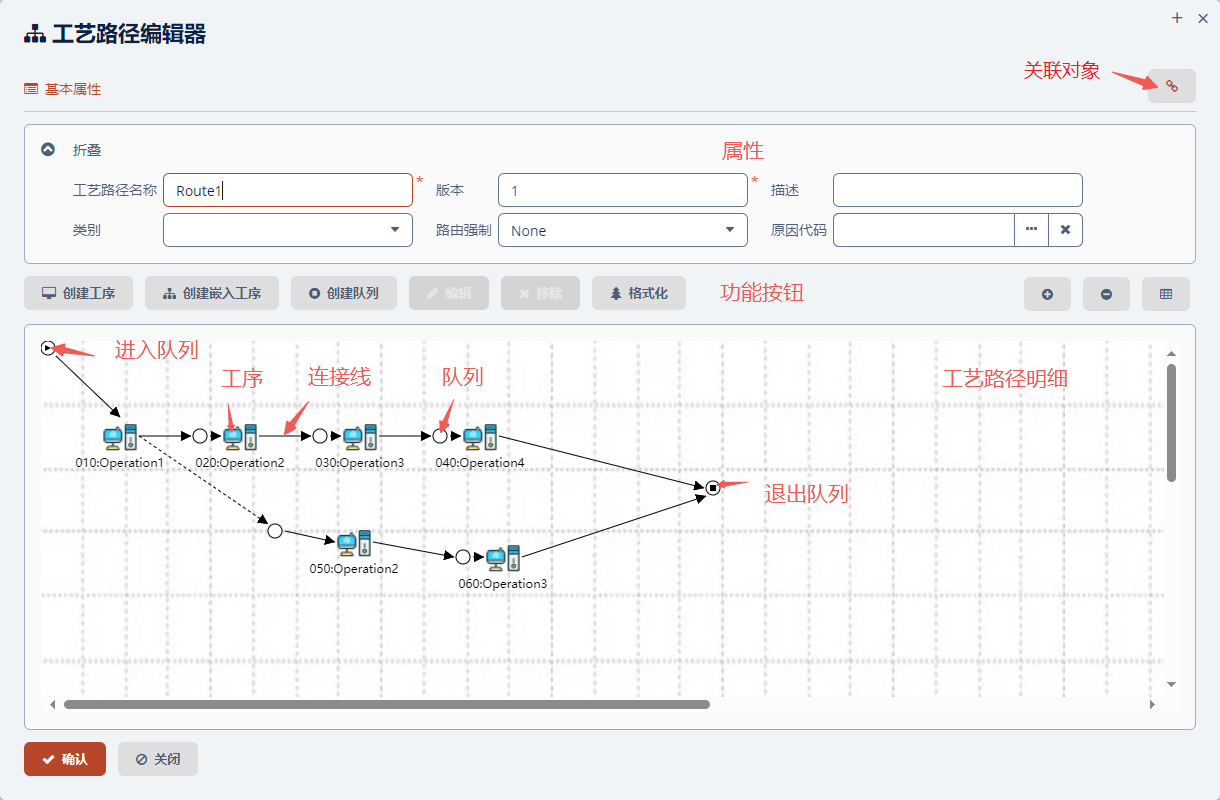 工艺路径编辑器
关联对象
基本属性
折叠
属性
工艺路径名称 Route1 * 版本 1 * 描述
类别 路由强制 None 原因代码 ...
创建工序 创建嵌入工序 创建队列 编辑 移除 格式化 功能按钮
进入队列
工序 连接线 队列 工艺路径明细
010:Operation1 020:Operation2 030:Operation3 040:Operation4
退出队列
050:Operation2
060:Operation3
确认 关闭